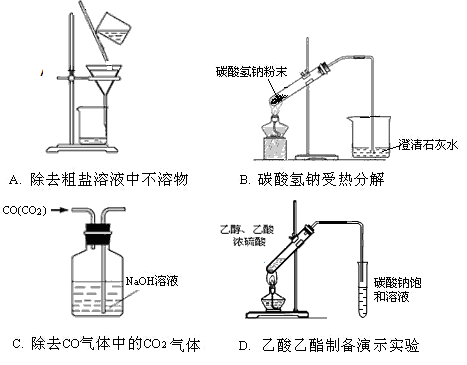 碳酸氢钠粉末
澄清石灰水
A. 除去粗盐溶液中不溶物
B. 碳酸氢钠受热分解
CO(CO2)
NaOH溶液
C. 除去CO气体中的CO2气体
乙醇、乙酸
浓硫酸
碳酸钠饱
和溶液
D. 乙酸乙酯制备演示实验